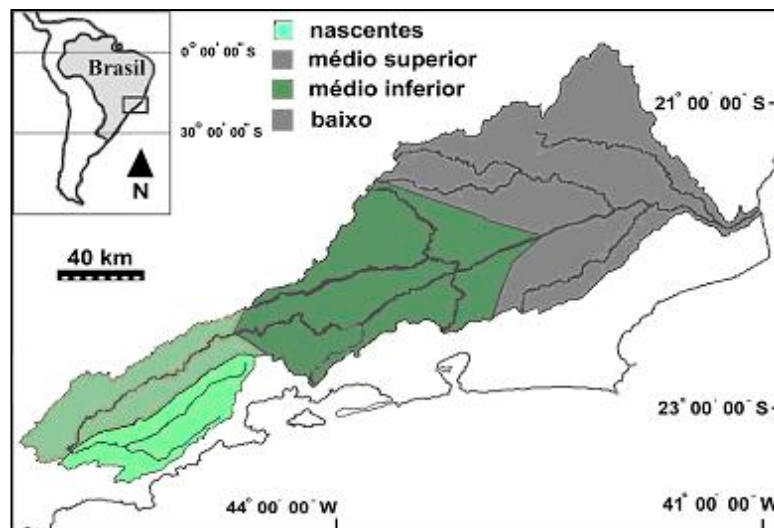 Brasil
0° 00' 00" S
30° 00' 00" S
N
nascentes
médio superior
médio inferior
baixo
40 km
21° 00' 00" S
23° 00' 00" S
44° 00' 00" W
41° 00' 00" W